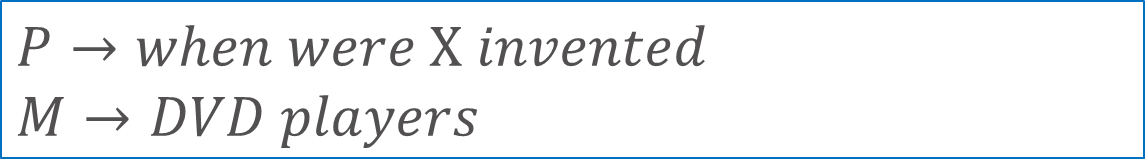 P → when were X invented
M → DVD players